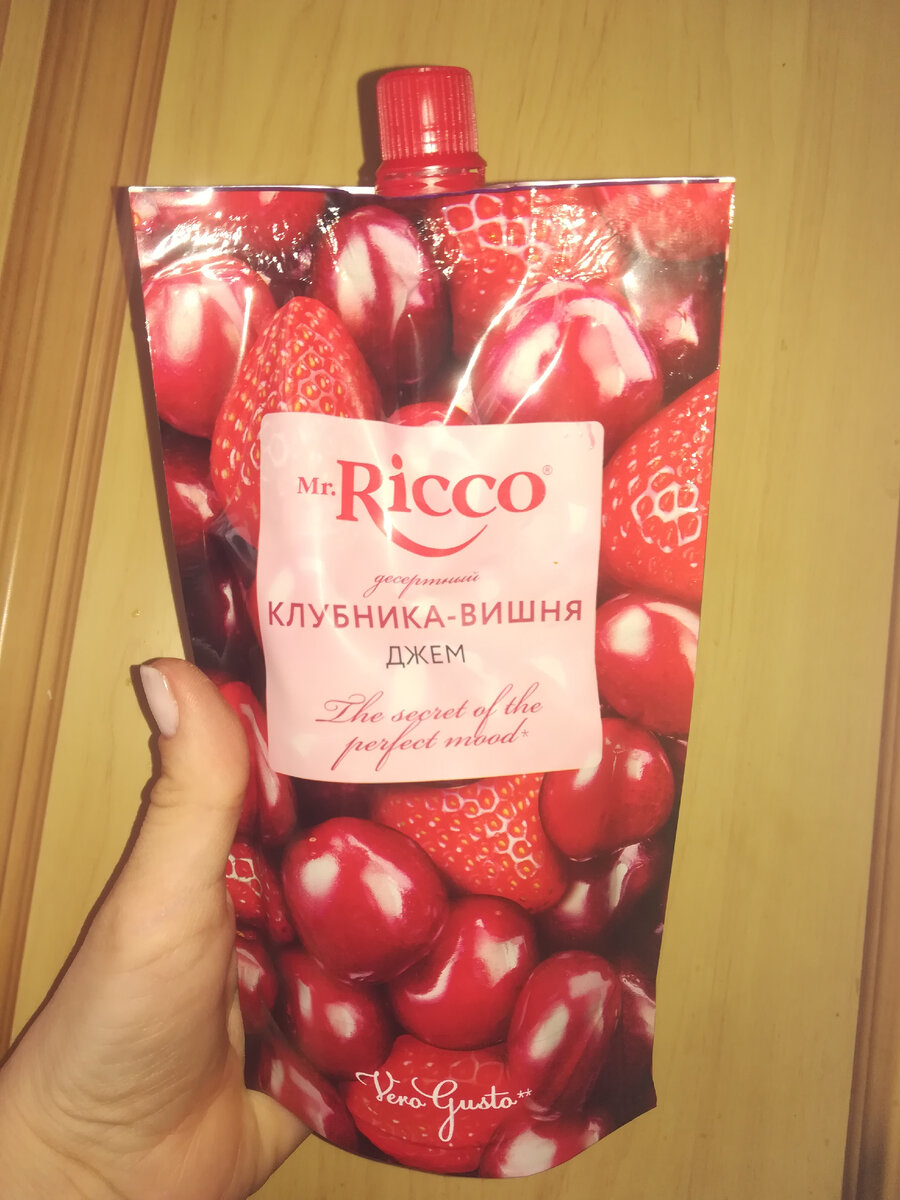 Mr. Ricco®
десертный
КЛУБНИКА-ВИШНЯ
ДЖЕМ
The secret of the
perfect mood*
Vero Gusto**